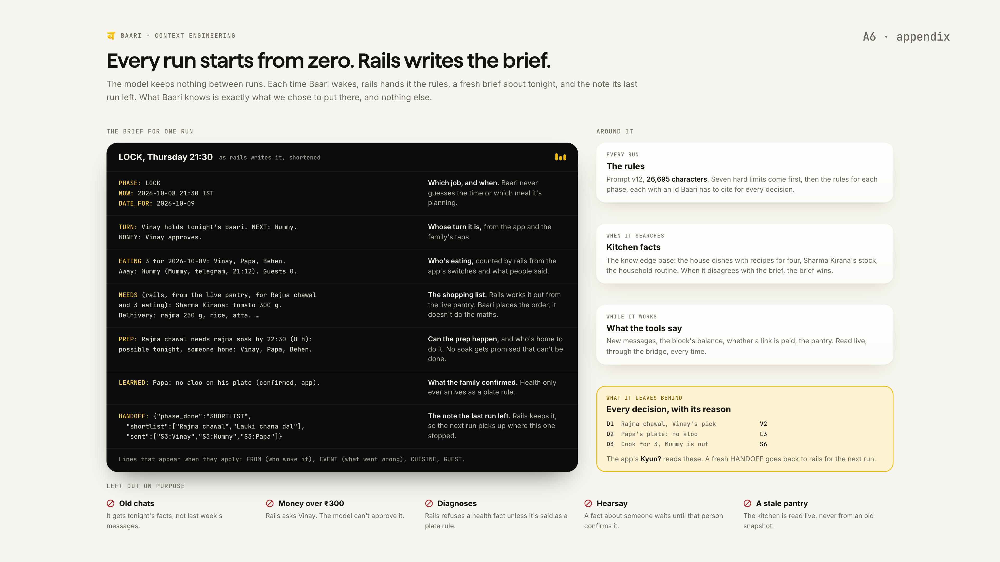 ब BAARI · CONTEXT ENGINEERING
A6 · appendix
Every run starts from zero. Rails writes the brief.
The model keeps nothing between runs. Each time Baari wakes, rails hands it the rules, a fresh brief about tonight, and the note its last
run left. What Baari knows is exactly what we chose to put there, and nothing else.
THE BRIEF FOR ONE RUN
LOCK, Thursday 21:30 as rails writes it, shortened
PHASE: LOCK
NOW: 2026-10-08 21:30 IST
DATE_FOR: 2026-10-09
Which job, and when. Baari never
guesses the time or which meal it's
planning.
TURN: Vinay holds tonight's baari. NEXT: Mummy.
MONEY: Vinay approves.
Whose turn it is, from the app and the
family's taps.
EATING 3 for 2026-10-09: Vinay, Papa, Behen.
Away: Mummy (Mummy, telegram, 21:12). Guests 0.
Who's eating, counted by rails from the
app's switches and what people said.
NEEDS (rails, from the live pantry, for Rajma chawal
and 3 eating): Sharma Kirana: tomato 300 g.
Delhivery: rajma 250 g, rice, atta. …
The shopping list. Rails works it out from
the live pantry. Baari places the order, it
doesn't do the maths.
PREP: Rajma chawal needs rajma soak by 22:30 (8 h):
possible tonight, someone home: Vinay, Papa, Behen.
Can the prep happen, and who's home to
do it. No soak gets promised that can't be
done.
LEARNED: Papa: no aloo on his plate (confirmed, app).
What the family confirmed. Health only
ever arrives as a plate rule.
HANDOFF: {"phase_done":"SHORTLIST",
"shortlist":["Rajma chawal","Lauki chana dal"],
"sent":["S3:Vinay","S3:Mummy","S3:Papa"]}
The note the last run left. Rails keeps it,
so the next run picks up where this one
stopped.
Lines that appear when they apply: FROM (who woke it), EVENT (what went wrong), CUISINE, GUEST.
AROUND IT
EVERY RUN
The rules
Prompt v12, 26,695 characters. Seven hard limits come first, then the rules for each
phase, each with an id Baari has to cite for every decision.
WHEN IT SEARCHES
Kitchen facts
The knowledge base: the house dishes with recipes for four, Sharma Kirana's stock,
the household routine. When it disagrees with the brief, the brief wins.
WHILE IT WORKS
What the tools say
New messages, the block's balance, whether a link is paid, the pantry. Read live,
through the bridge, every time.
WHAT IT LEAVES BEHIND
Every decision, with its reason
D1 Rajma chawal, Vinay's pick V2
D2 Papa's plate: no aloo L3
D3 Cook for 3, Mummy is out S6
The app's Kyun? reads these. A fresh HANDOFF goes back to rails for the next run.
LEFT OUT ON PURPOSE
Old chats
It gets tonight's facts, not last week's
messages.
Money over ₹300
Rails asks Vinay. The model can't approve it.
Diagnoses
Rails refuses a health fact unless it's said as a
plate rule.
Hearsay
A fact about someone waits until that person
confirms it.
A stale pantry
The kitchen is read live, never from an old
snapshot.